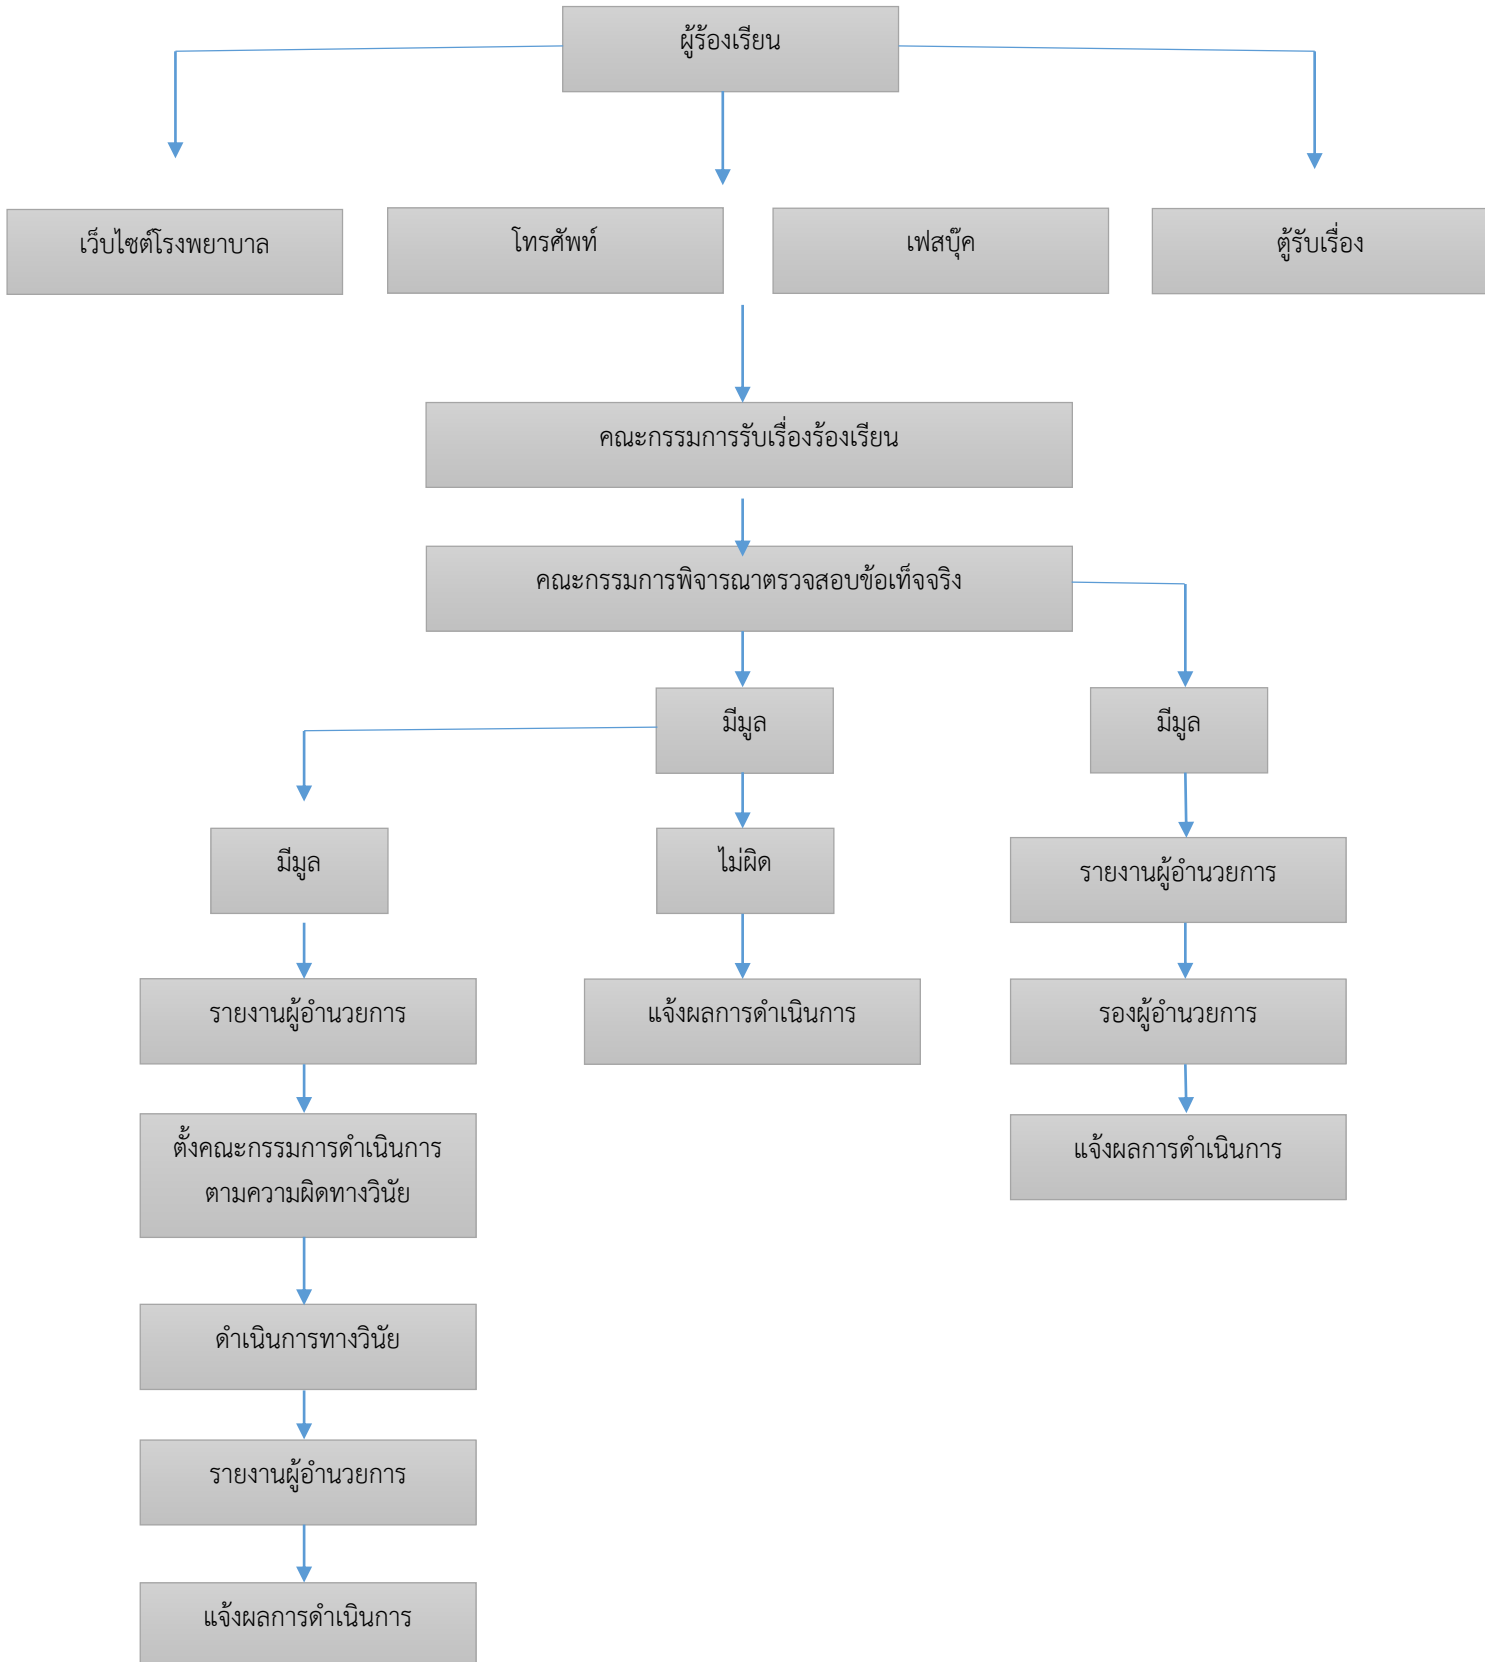 ผู้ร้องเรียน
เว็บไซต์โรงพยาบาล
โทรศัพท์
เฟสบุ๊ค
ตู้รับเรื่อง
คณะกรรมการรับเรื่องร้องเรียน
คณะกรรมการพิจารณาตรวจสอบข้อเท็จจริง
มีมูล
มีมูล
มีมูล
ไม่ผิด
รายงานผู้อำนวยการ
รายงานผู้อำนวยการ
แจ้งผลการดำเนินการ
รองผู้อำนวยการ
ตั้งคณะกรรมการดำเนินการ
ตามความผิดทางวินัย
แจ้งผลการดำเนินการ
ดำเนินการทางวินัย
รายงานผู้อำนวยการ
แจ้งผลการดำเนินการ